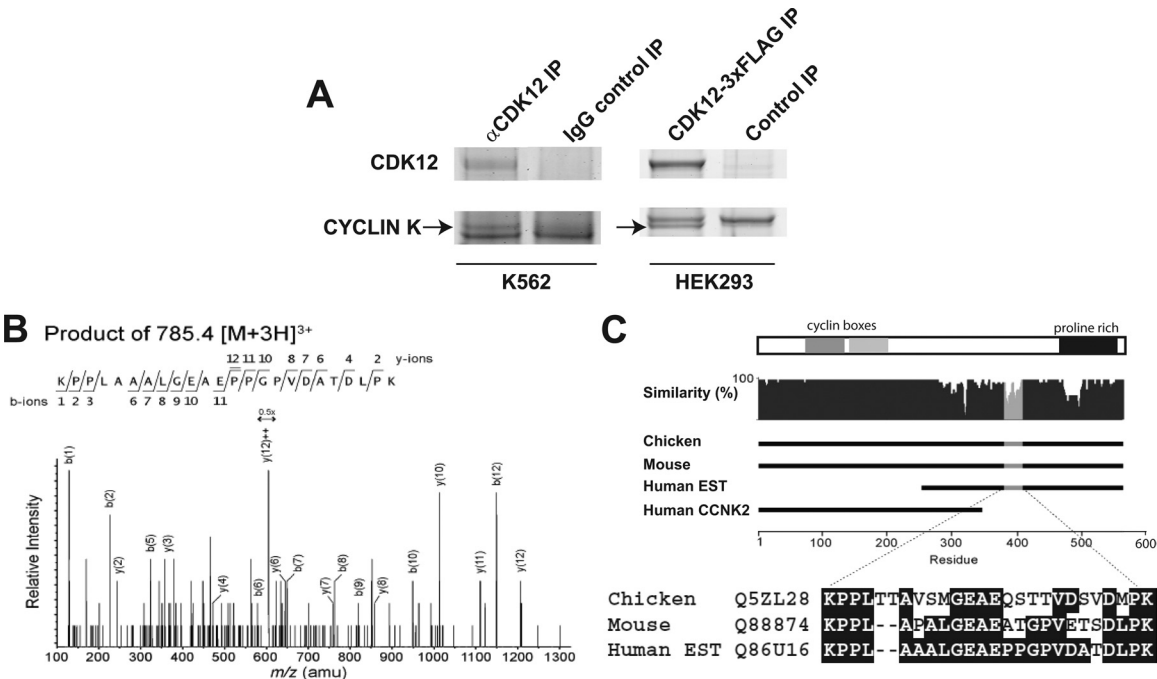 A
αCDK12 IP
IgG control IP
CDK12-3xFLAG IP
Control IP
CDK12
CYCLIN K
K562
HEK293
B
Product of 785.4 [M+3H]3+
12 11 10 8 7 6 4 2 y-ions
K P P L A A A L G E A E P P G P V D A T D L P K
b-ions 1 2 3 6 7 8 9 10 11
0.5x
b(1)
b(2)
y(2)
b(5)
y(3)
y(4)
b(6)
y(12)++
y(6)
b(7)
y(7)
b(8)
b(9)
y(8)
b(10)
y(10)
y(11)
b(12)
y(12)
Relative Intensity
100 200 300 400 500 600 700 800 900 1000 1100 1200 1300
m/z (amu)
C
cyclin boxes
proline rich
100
Similarity (%)
Chicken
Mouse
Human EST
Human CCNK2
1 100 200 300 400 500 600
Residue
Chicken Q5ZL28 KPPLTTAVSMGEAEQSTTVDSVDMPK
Mouse Q88874 KPPL--APALGEAEATGPVETSDLPK
Human EST Q86U16 KPPL--AAALGEAEPPGPVDATDLPK